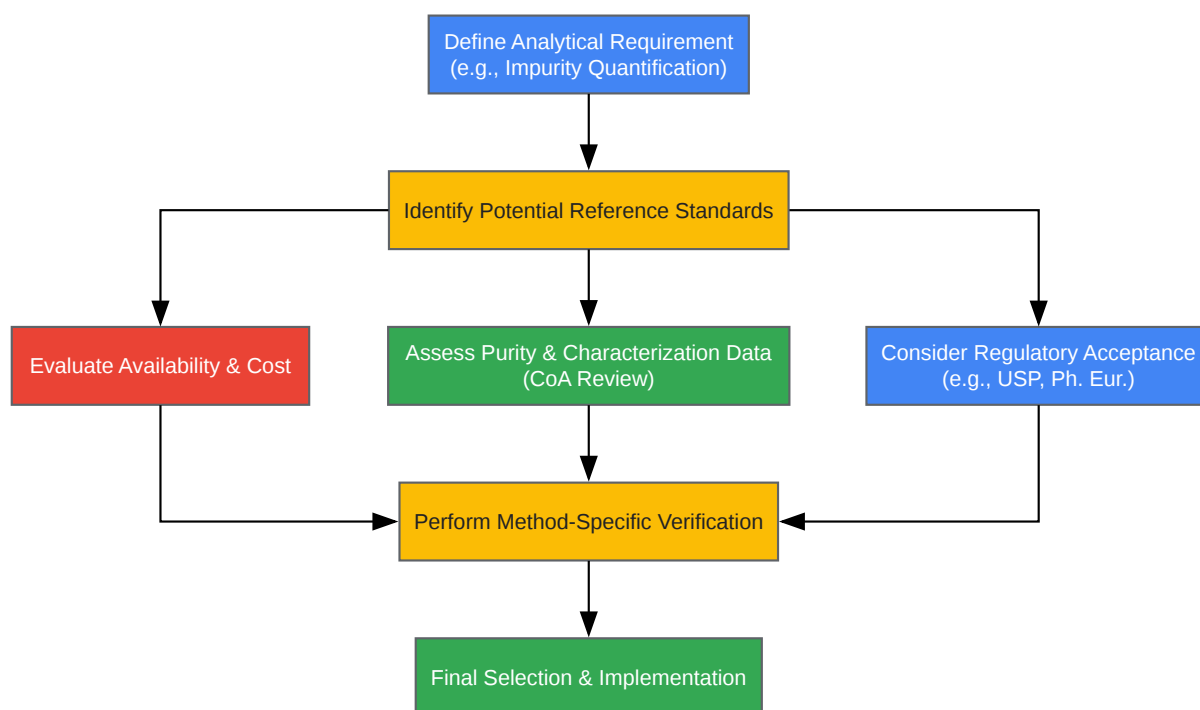 Define Analytical Requirement
(e.g., Impurity Quantification)
Identify Potential Reference Standards
Evaluate Availability & Cost
Assess Purity & Characterization Data
(CoA Review)
Consider Regulatory Acceptance
(e.g., USP, Ph. Eur.)
Perform Method-Specific Verification
Final Selection & Implementation